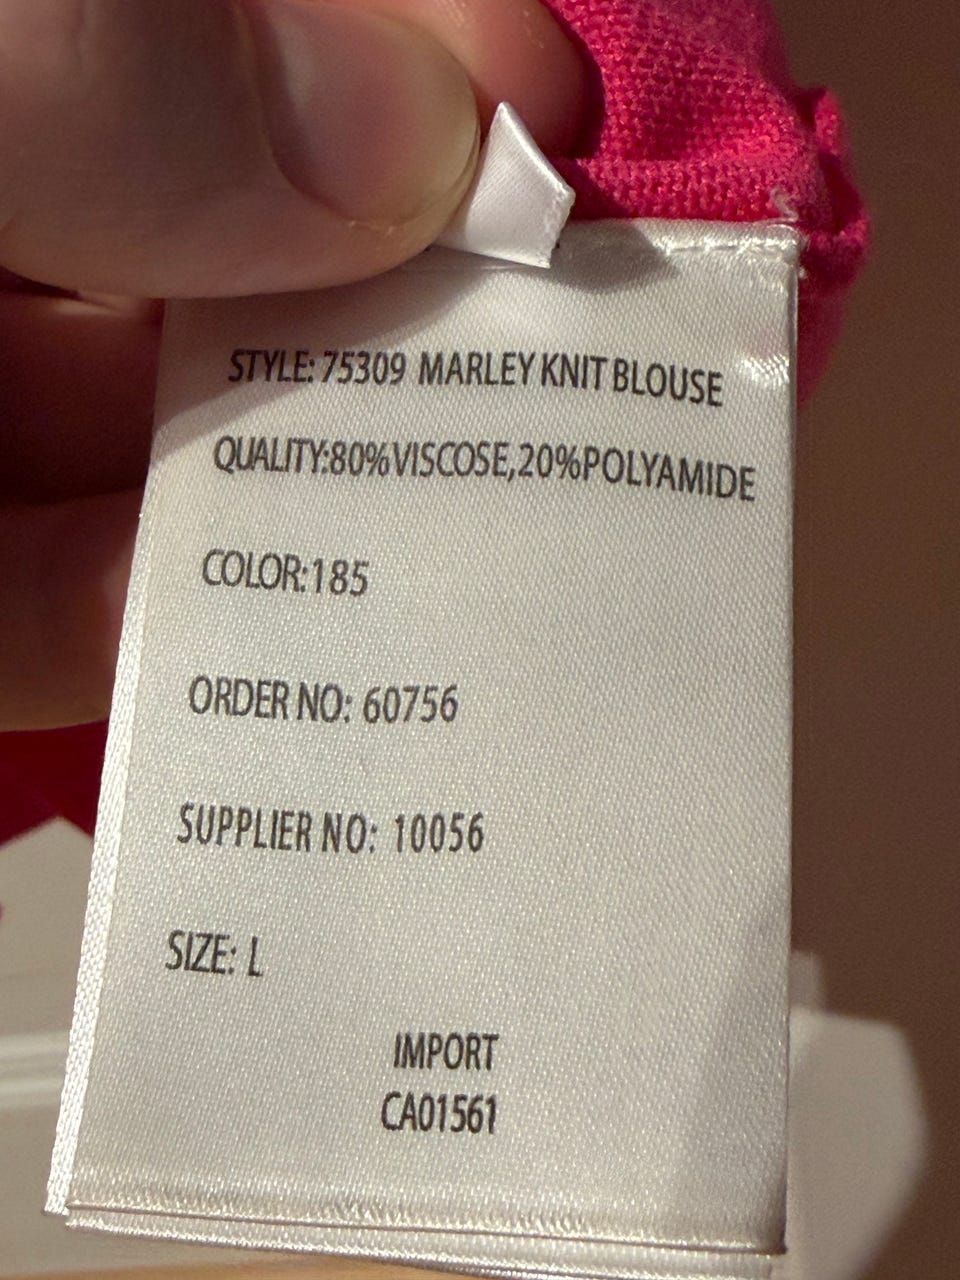 STYLE: 75309 MARLEY KNIT BLOUSE
QUALITY:80%VISCOSE,20%POLYAMIDE
COLOR:185
ORDER NO: 60756
SUPPLIER NO: 10056
SIZE: L
IMPORT
CA01561